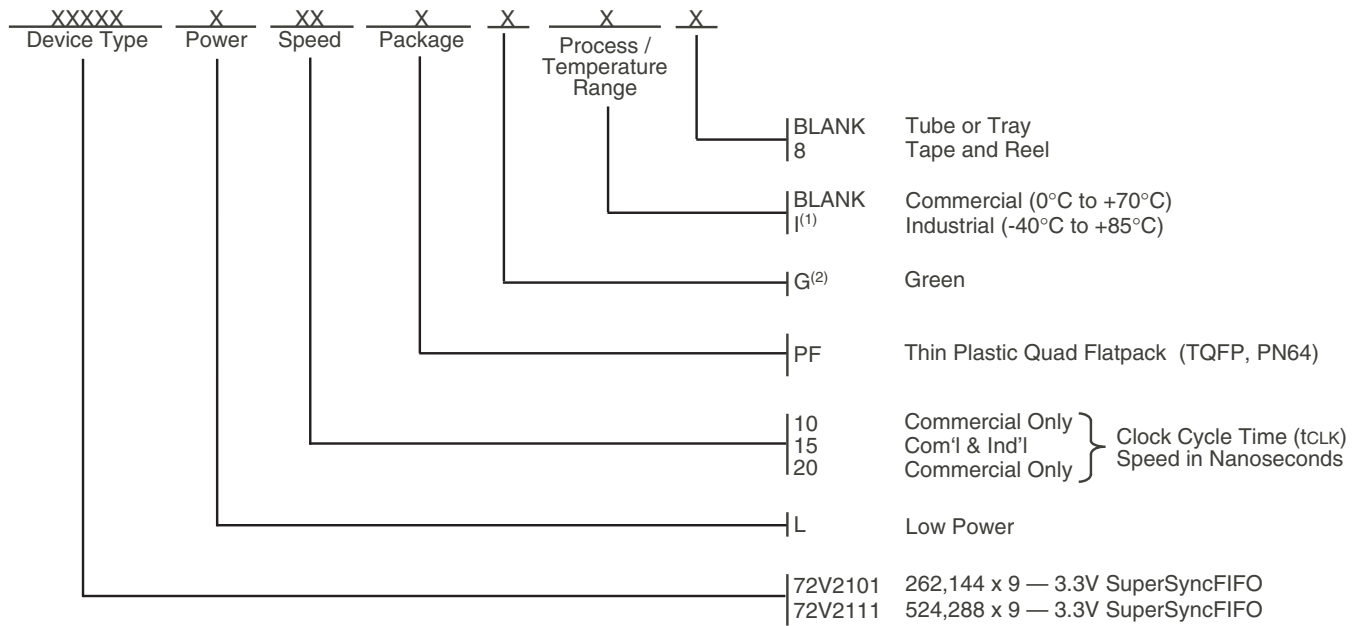 XXXXX X XX X X X X
Device Type Power Speed Package Process /
Temperature
Range
BLANK Tube or Tray
8 Tape and Reel
BLANK Commercial (0°C to +70°C)
I(1) Industrial (-40°C to +85°C)
G(2) Green
PF Thin Plastic Quad Flatpack (TQFP, PN64)
10 Commercial Only
15 Com'l & Ind'l
20 Commercial Only
Clock Cycle Time (tCLK)
Speed in Nanoseconds
L Low Power
72V2101 262,144 x 9 — 3.3V SuperSyncFIFO
72V2111 524,288 x 9 — 3.3V SuperSyncFIFO